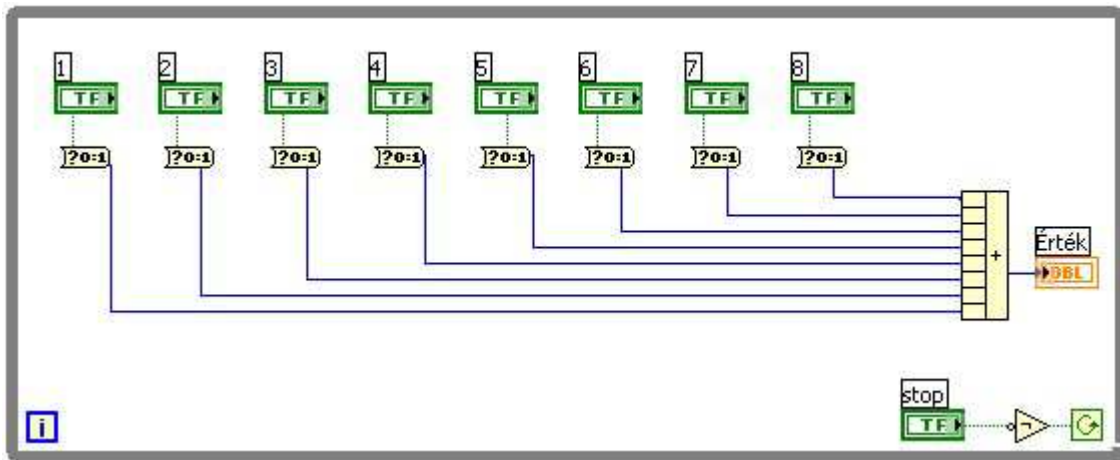 1 2 3 4 5 6 7 8
TF TF TF TF TF TF TF TF
?0:1 ?0:1 ?0:1 ?0:1 ?0:1 ?0:1 ?0:1 ?0:1
Érték
+
DBL
stop
i
TF